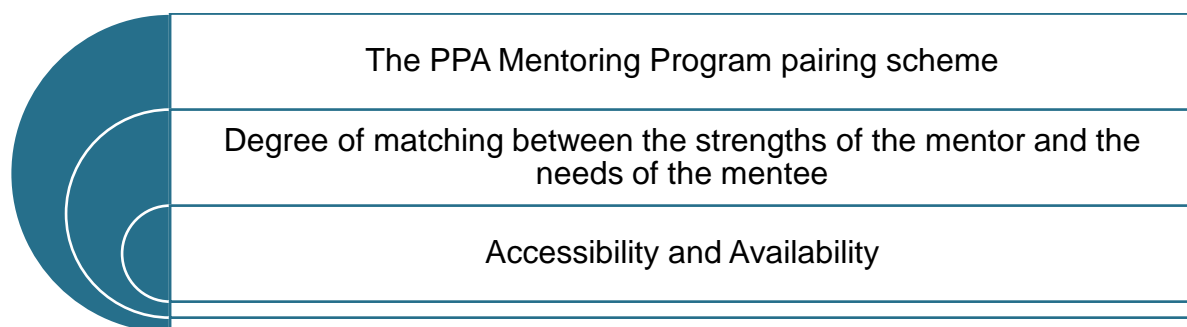 The PPA Mentoring Program pairing scheme
Degree of matching between the strengths of the mentor and the
needs of the mentee
Accessibility and Availability